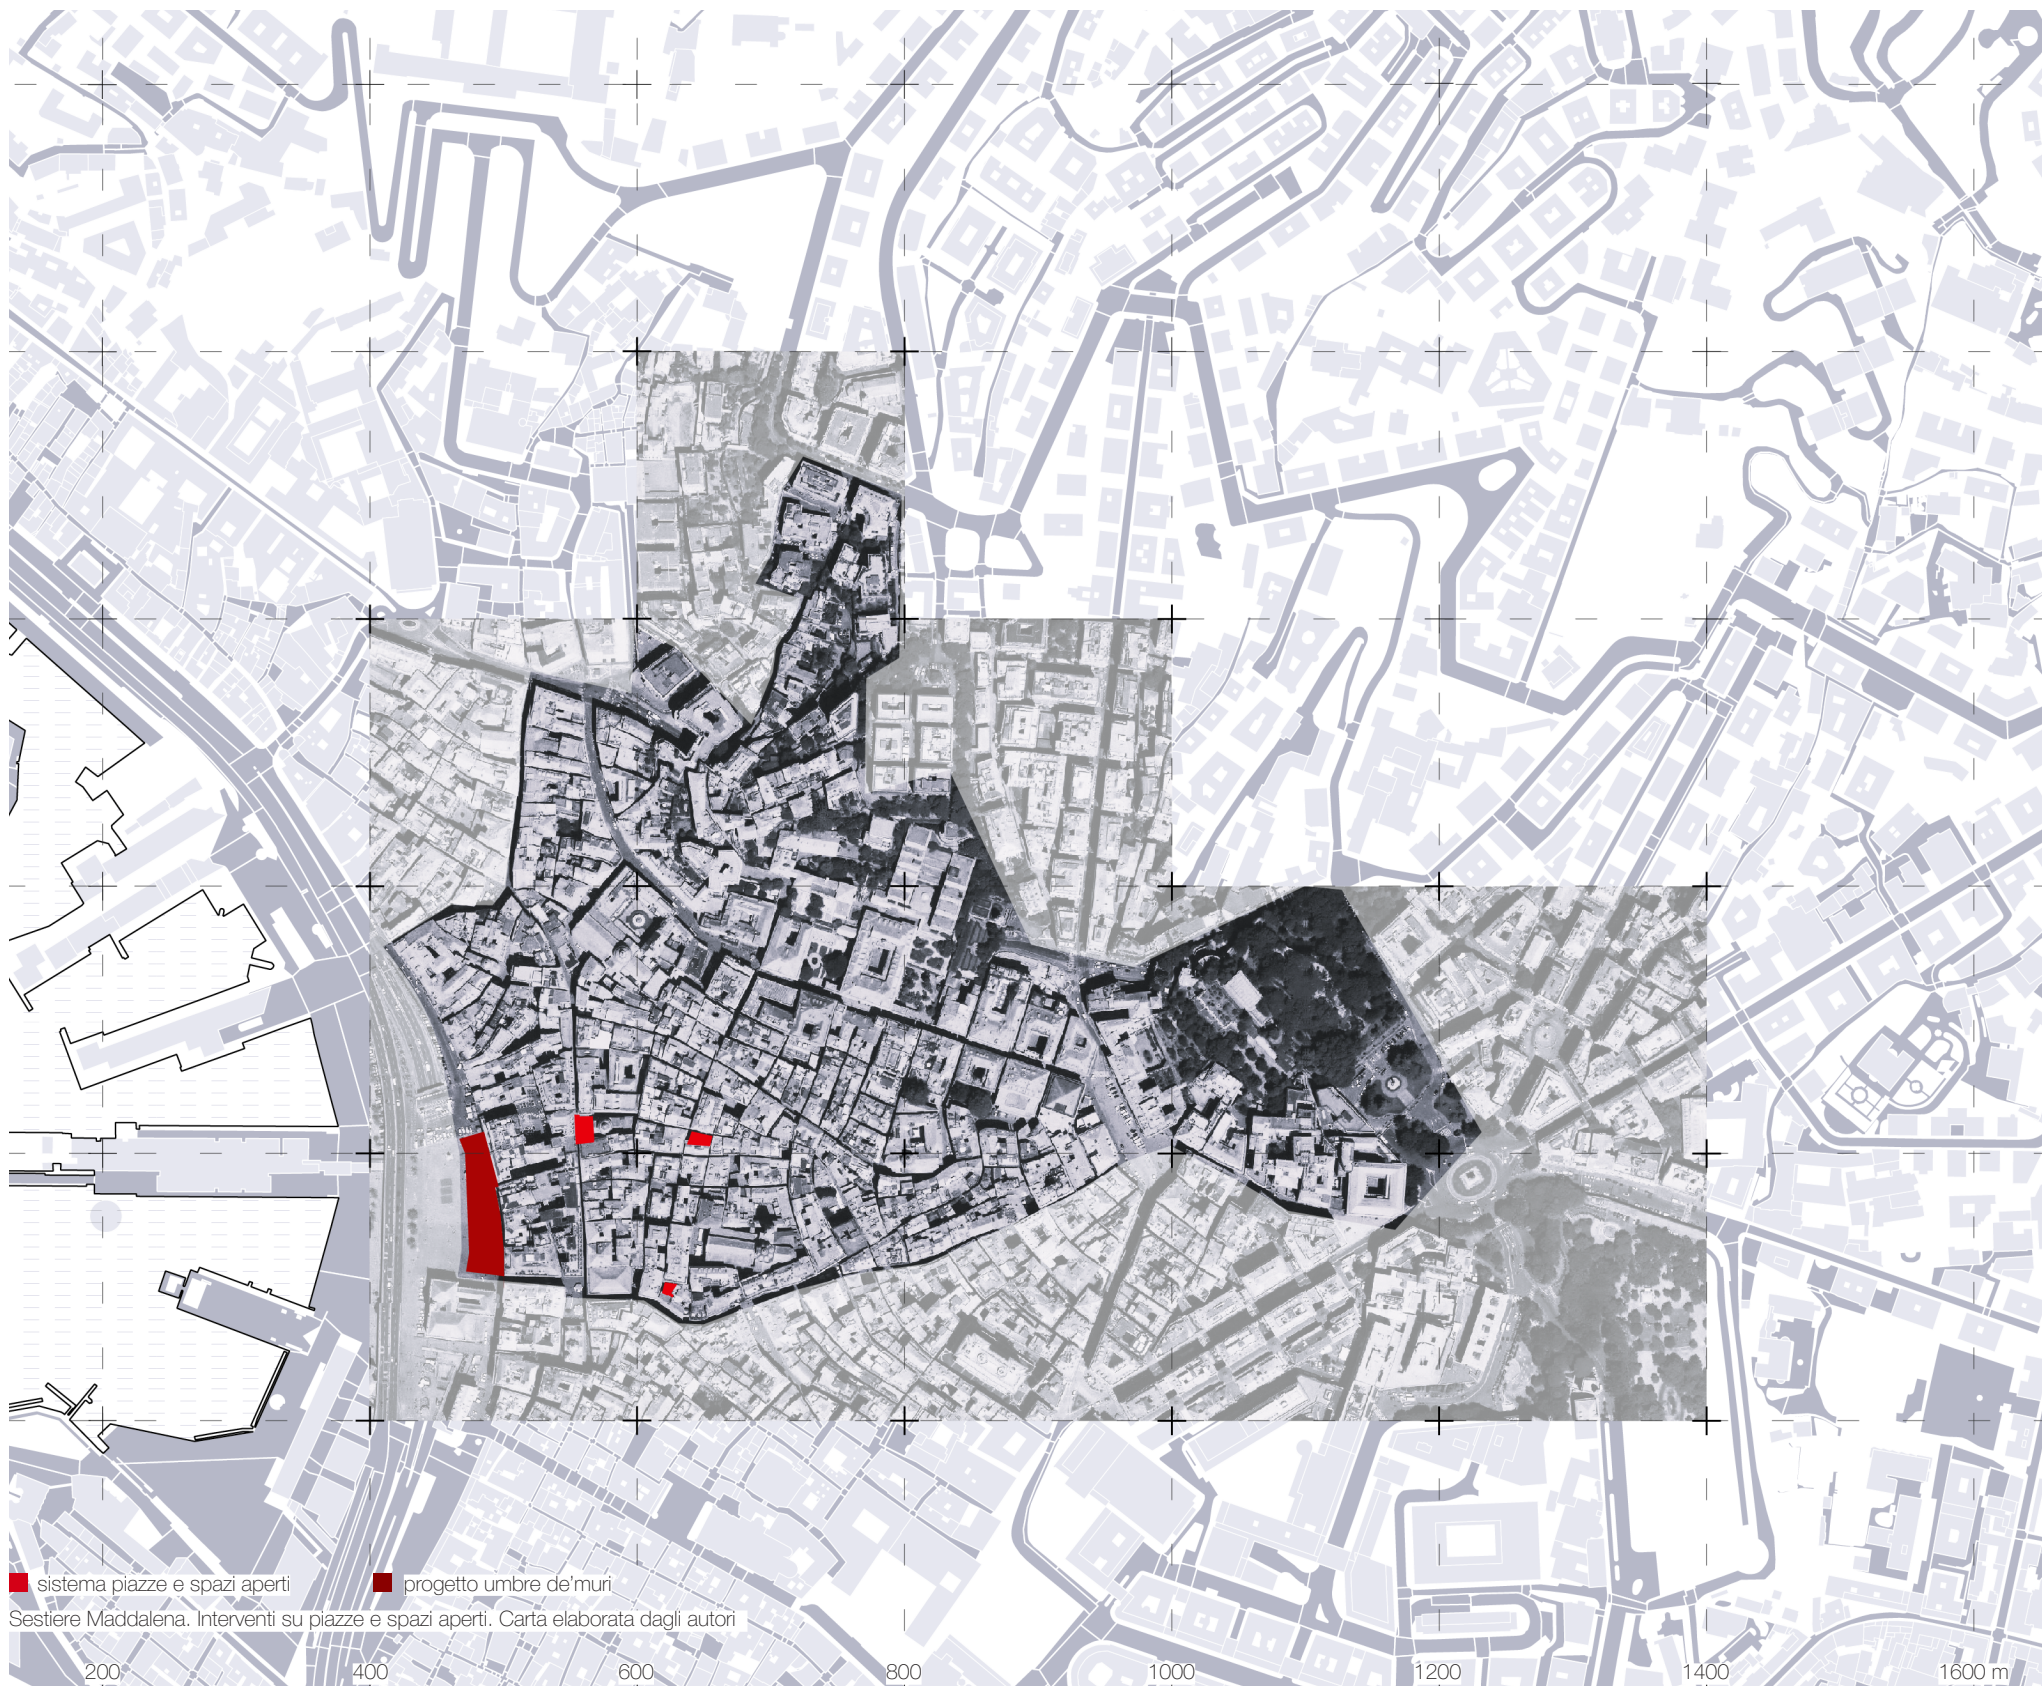 sistema piazze e spazi aperti progetto umbre de'muri
Sestiere Maddalena. Interventi su piazze e spazi aperti. Carta elaborata dagli autori
200 400 600 800 1000 1200 1400 1600 m